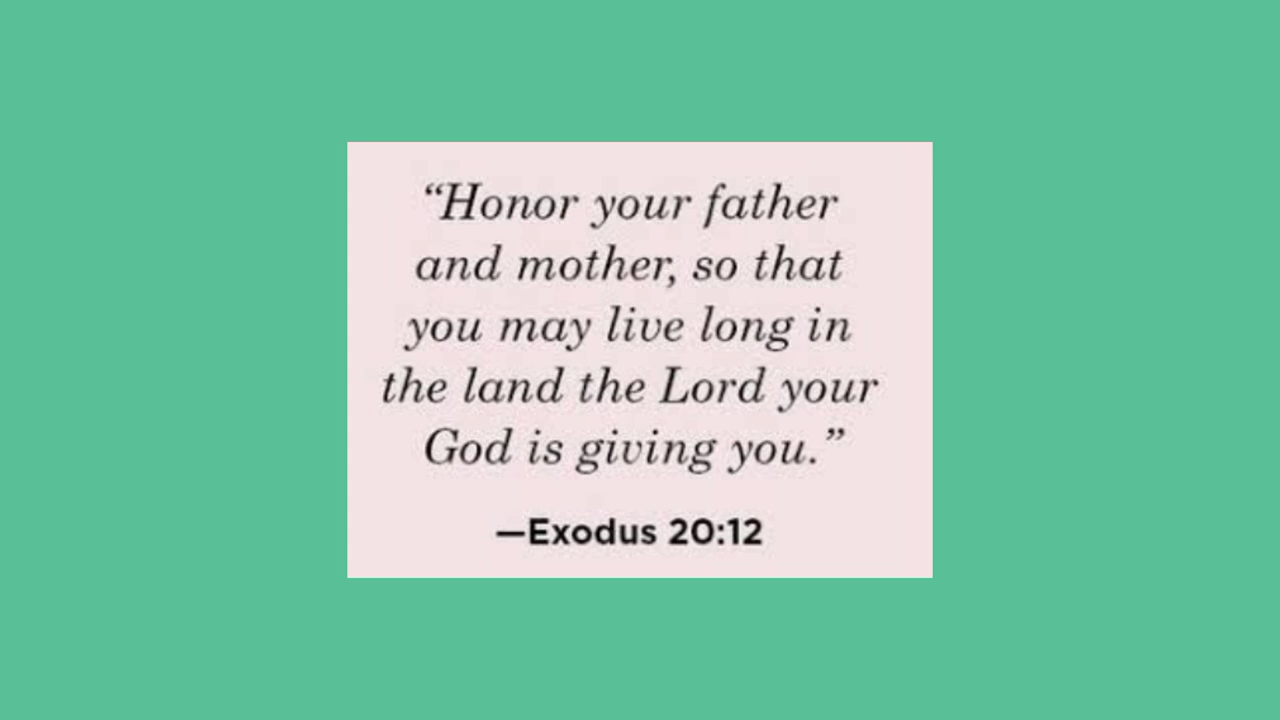 “Honor your father
and mother, so that
you may live long in
the land the Lord your
God is giving you.”
—Exodus 20:12